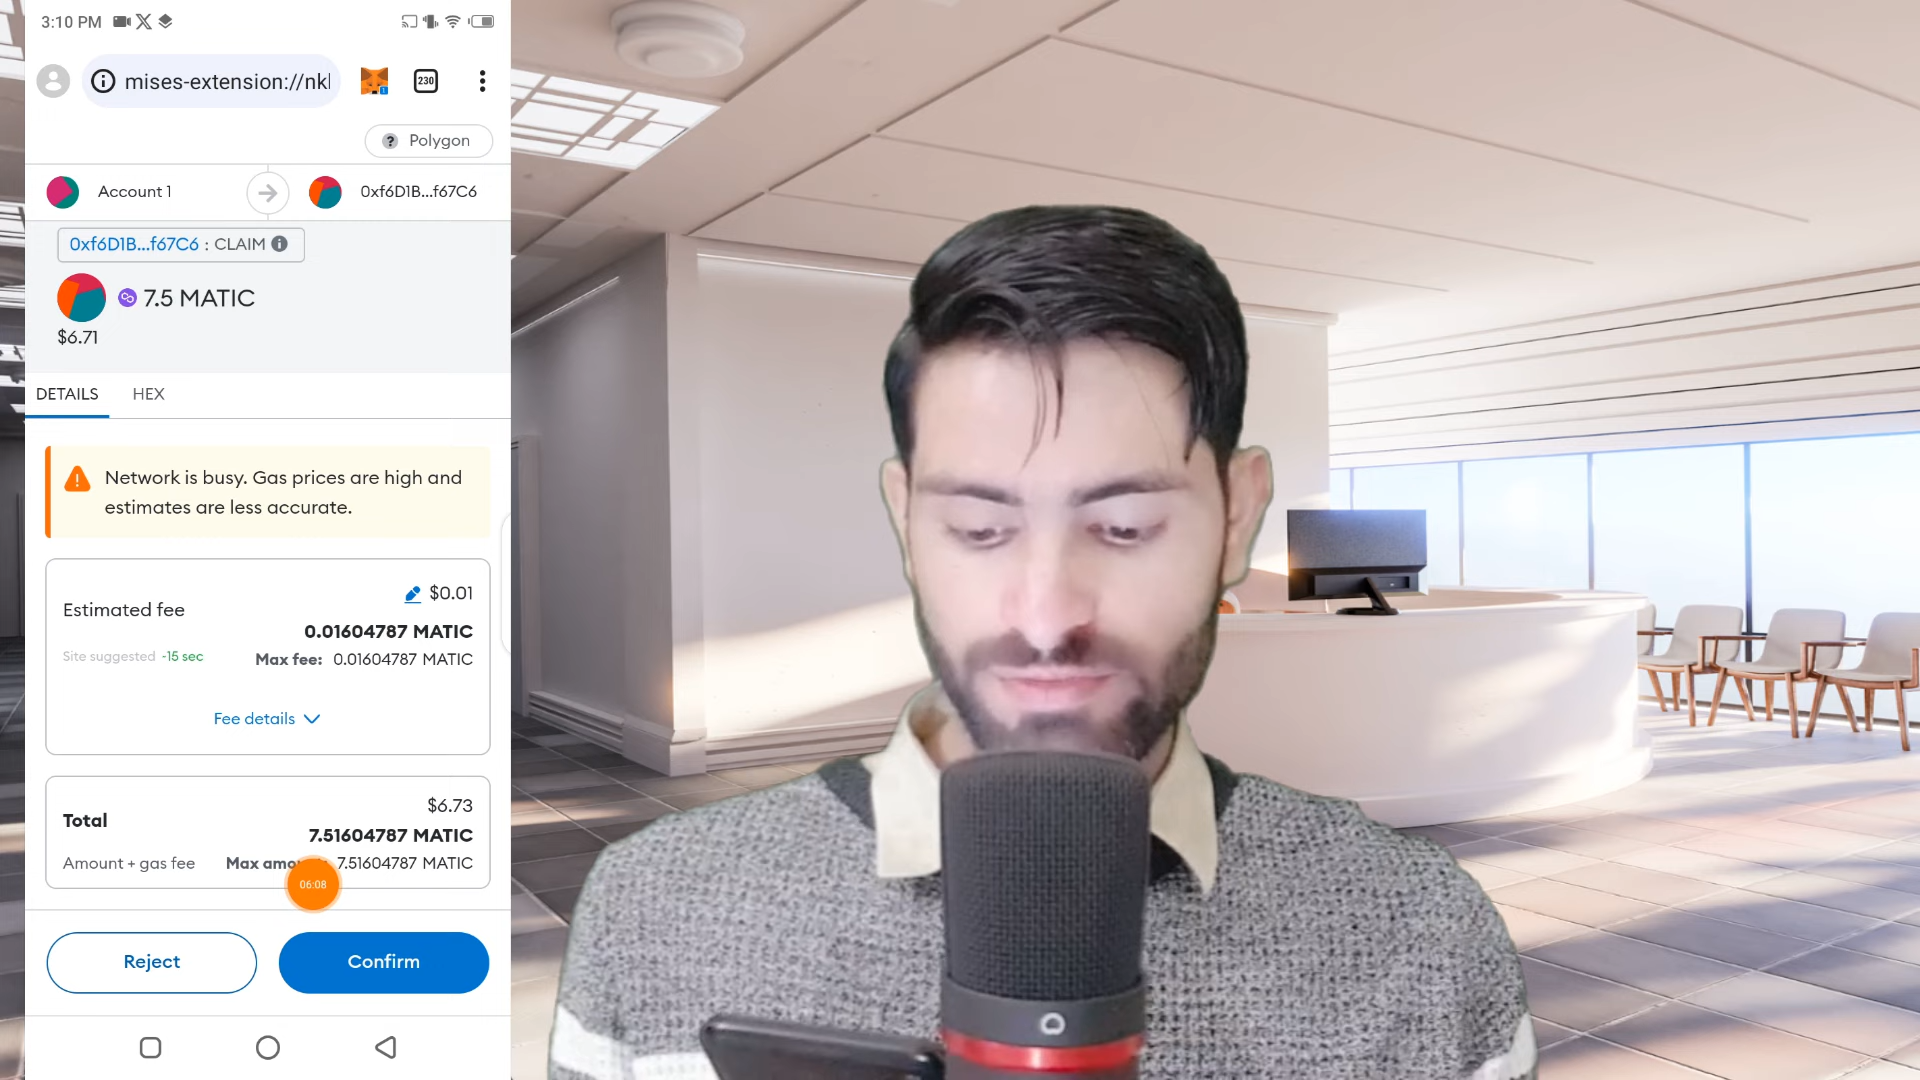 3:10 PM
mises-extension://nkl
230
Polygon
Account 1
0xf6D1B...f67C6
0xf6D1B...f67C6 : CLAIM
7.5 MATIC
$6.71
DETAILS
HEX
Network is busy. Gas prices are high and
estimates are less accurate.
$0.01
Estimated fee
0.01604787 MATIC
Site suggested ~15 sec
Max fee: 0.01604787 MATIC
Fee details
$6.73
Total
7.51604787 MATIC
Amount + gas fee
Max amo
7.51604787 MATIC
06:08
Reject
Confirm